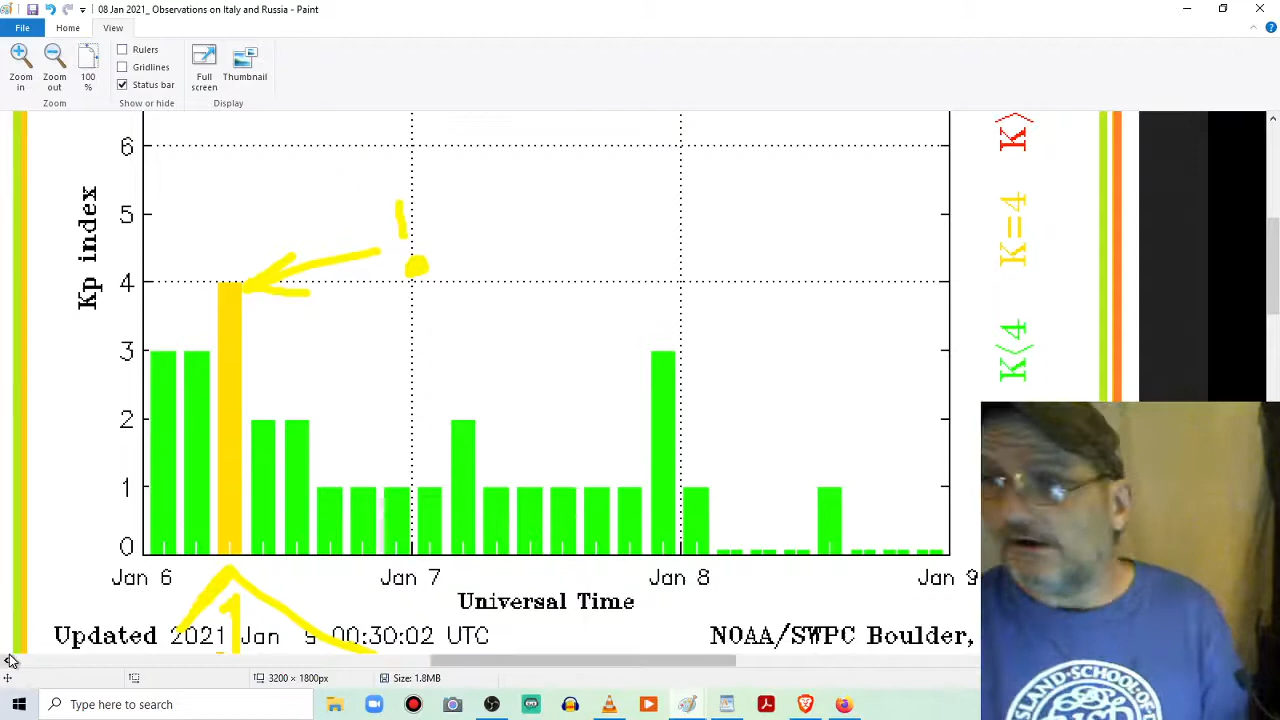 08 Jan 2021_ Observations on Italy and Russia - Paint
File Home View
Zoom in
Zoom out
100 %
Rulers
Gridlines
Status bar
Full screen
Thumbnail
Zoom
Show or hide
Display
Kp index
6
5
4
3
2
1
0
!
K>
K=4
K<4
Jan 6 Jan 7 Jan 8 Jan 9
Universal Time
Updated 2021 Jan 9 00:30:02 UTC
NOAA/SWPC Boulder,
3200 × 1800px
Size: 1.8MB
Type here to search